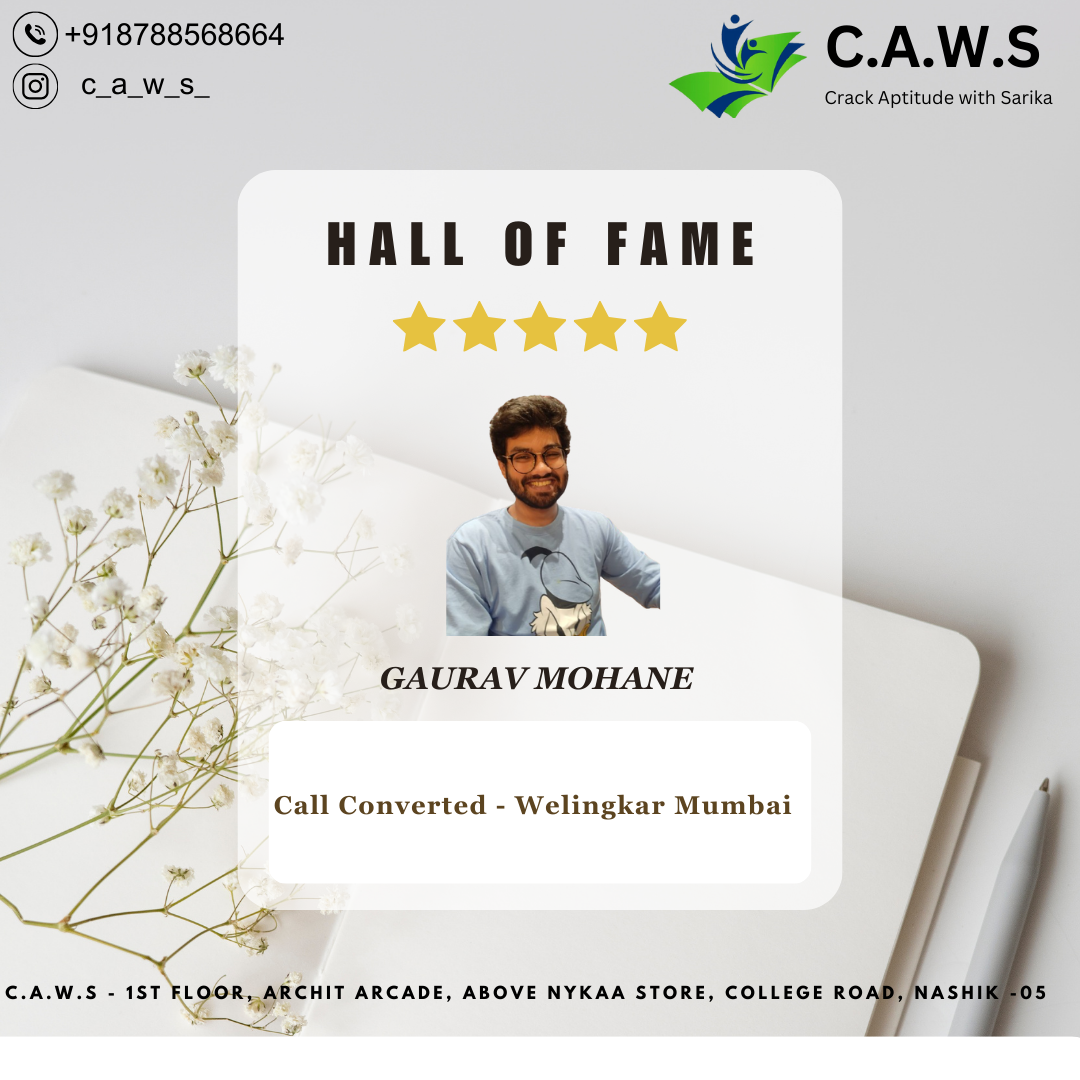 +918788568664
c_a_w_s_
C.A.W.S
Crack Aptitude with Sarika
HALL OF FAME
GAURAV MOHANE
Call Converted - Welingkar Mumbai
C.A.W.S - 1ST FLOOR, ARCHIT ARCADE, ABOVE NYKAA STORE, COLLEGE ROAD, NASHIK -05